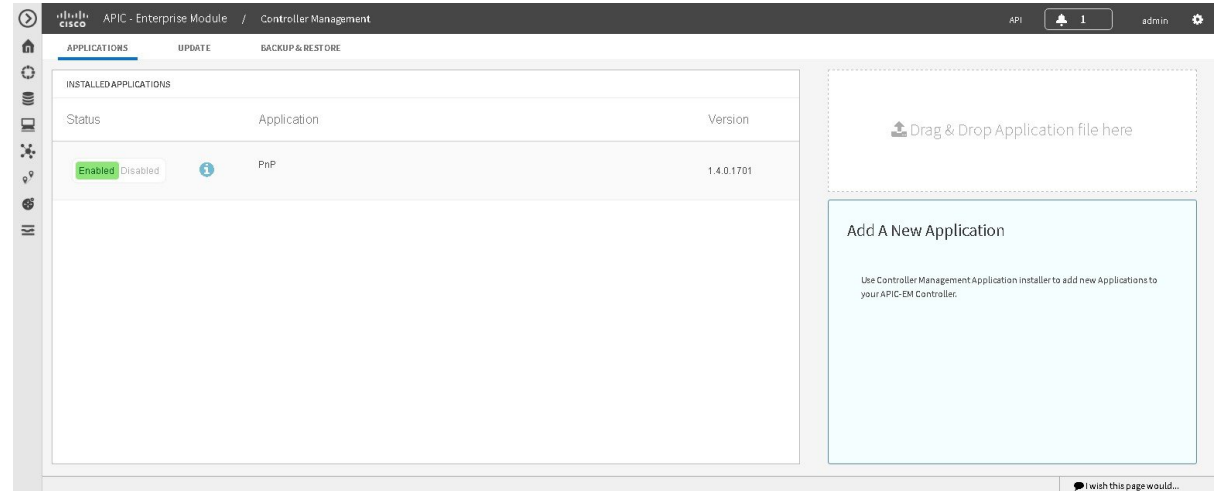 CISCO APIC - Enterprise Module / Controller Management API 1 admin
APPLICATIONS UPDATE BACKUP & RESTORE
INSTALLED APPLICATIONS
Status Application Version
Enabled Disabled PnP 1.4.0.1701
Drag & Drop Application file here
Add A New Application
Use Controller Management Application installer to add new Applications to
your APIC-EM Controller.
I wish this page would...